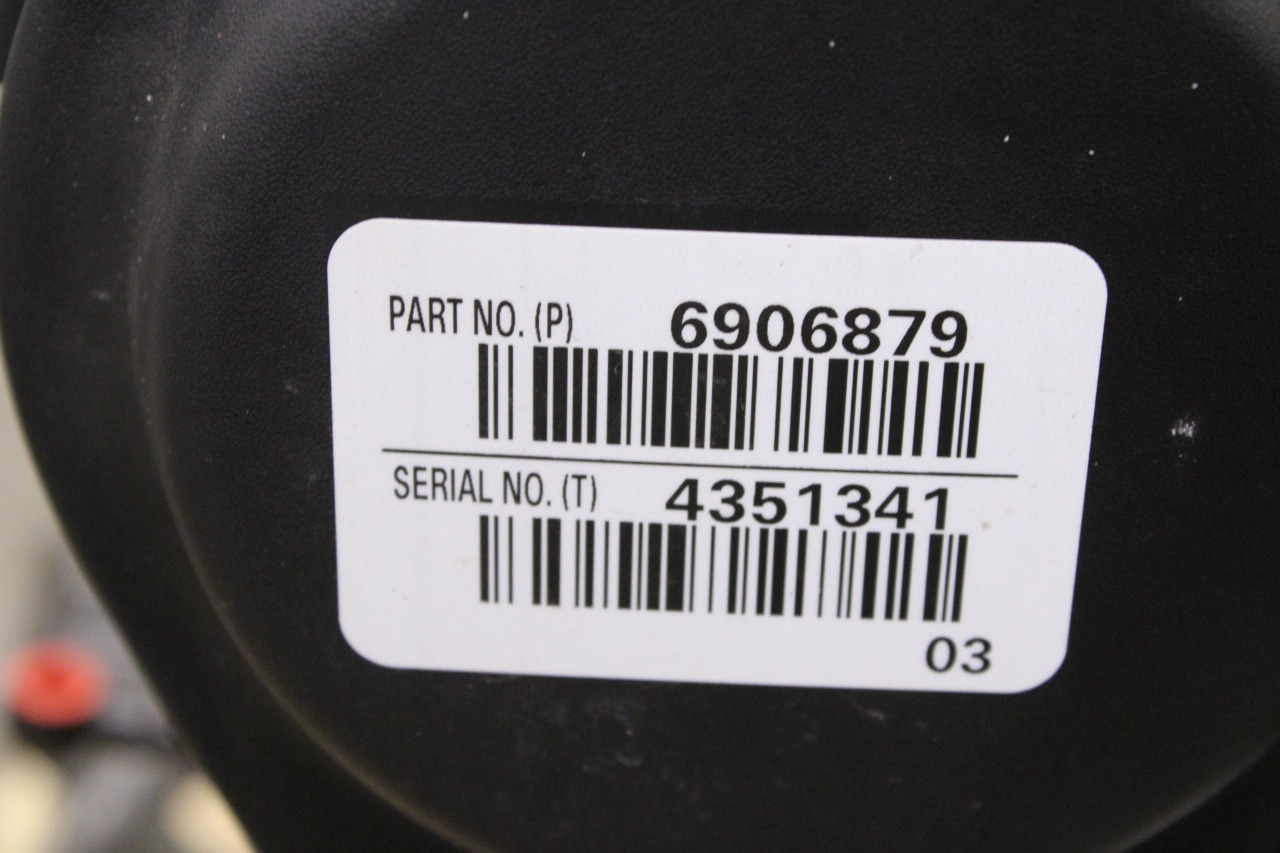 PART NO. (P) 6906879
SERIAL NO. (T) 4351341
03